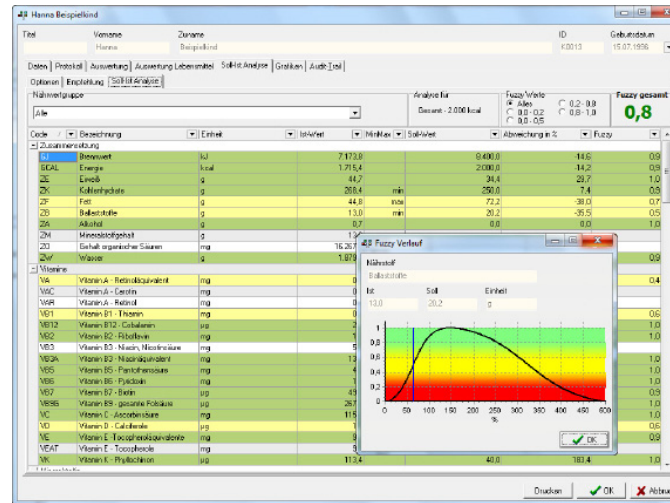 Hanna Beispielkind
Titel Vorname Zuname ID Geburtsdatum
Hanna Beispielkind K0013 15.07.1996
Daten Protokoll Auswertung Auswertung Lebensmittel Soll-Ist Analyse Grafiken Audit-Trail
Optionen Empfehlung Soll-Ist Analyse
Nährwertgruppe Analyse für Fuzzy Werte Fuzzy gesamt
Alle Gesamt - 2.000 kcal Alles 0,2 - 0,8 0,0 - 0,2 0,8 - 1,0 0,0 - 0,5 0,8
Code Bezeichnung Einheit Ist-Wert MinMax Soll-Wert Abweichung in % Fuzzy
Zusammensetzung
GJ Brennwert kJ 7.173,8 8.400,0 -14,6 0,9
GCAL Energie kcal 1.715,4 2.000,0 -14,2 0,9
ZE Eiweiß g 44,7 34,4 29,7 1,0
ZK Kohlenhydrate g 268,4 min 250,0 7,4 0,9
ZF Fett g 44,8 max 72,2 -38,0 0,7
ZB Ballaststoffe g 13,0 min 20,2 -35,5 0,5
ZA Alkohol g 0,7 0,0 0,0 1,0
ZM Mineralstoffgehalt g
ZO Gehalt organischer Säuren mg
ZW Wasser g 0,9
Vitamine
VA Vitamin A - Retinoläquivalent mg 0,4
VAC Vitamin A - Carotin mg
VAR Vitamin A - Retinol mg
VB1 Vitamin B1 - Thiamin mg 0,6
VB12 Vitamin B12 - Cobalamin µg 1,0
VB2 Vitamin B2 - Riboflavin mg 1,0
VB3 Vitamin B3 - Niacin, Nicotinsäure mg
VB3A Vitamin B3 - Niacinäquivalent mg 1,0
VB5 Vitamin B5 - Pantothensäure mg 1,0
VB6 Vitamin B6 - Pyridoxin mg 1,0
VB7 Vitamin B7 - Biotin µg 0,9
VB9G Vitamin B9 - gesamte Folsäure µg 1,0
VC Vitamin C - Ascorbinsäure mg 1,0
VD Vitamin D - Calciferole µg 0,6
VE Vitamin E - Tocopheroläquivalente mg 0,9
VEAT Vitamin E - Tocopherole mg
VK Vitamin K - Phyllochinon µg 113,4 40,0 183,4 1,0
Fuzzy Verlauf
Nährstoff
Ballaststoffe
Ist Soll Einheit
13,0 20,2 g
1
0,8
0,6
0,4
0,2
0
0 50 100 150 200 250 300 350 400 450 500 550 600
%
OK
Drucken OK